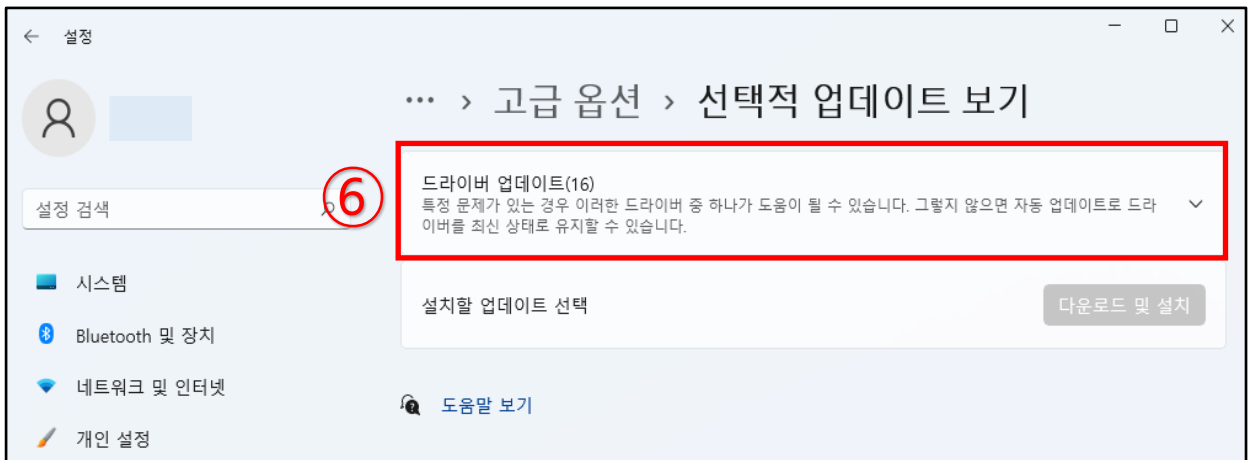 ← 설정
··· > 고급 옵션 > 선택적 업데이트 보기
⑥
드라이버 업데이트(16)
특정 문제가 있는 경우 이러한 드라이버 중 하나가 도움이 될 수 있습니다. 그렇지 않으면 자동 업데이트로 드라
이버를 최신 상태로 유지할 수 있습니다.
설정 검색
시스템
설치할 업데이트 선택
다운로드 및 설치
Bluetooth 및 장치
네트워크 및 인터넷
도움말 보기
개인 설정